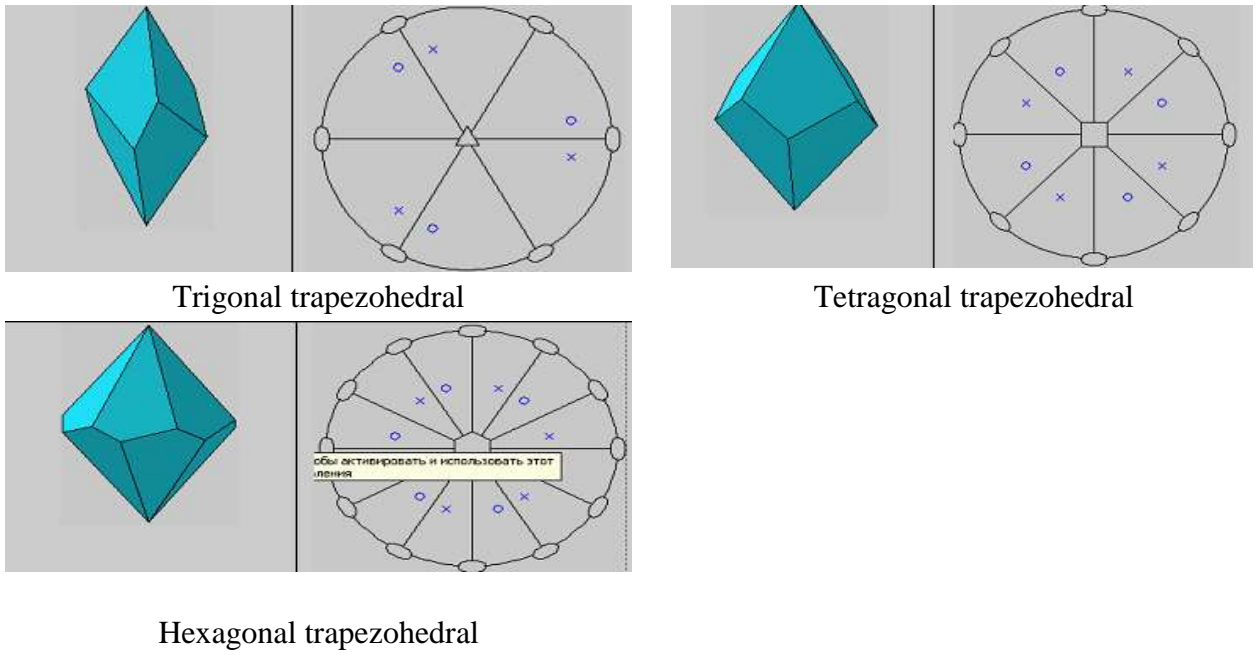 Trigonal trapezohedral
Tetragonal trapezohedral
обы активировать и использовать этот
ления
Hexagonal trapezohedral